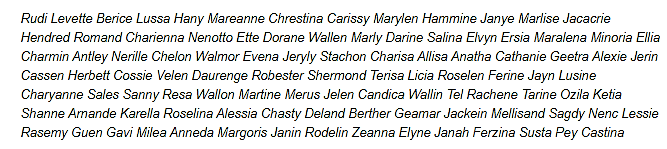 Rudi Levette Berice Lussa Hany Mareanne Chrestina Carissy Marylen Hammine Janye Marlise Jacacrie
Hendred Romand Charienna Nenotto Ette Dorane Wallen Marly Darine Salina Elvyn Ersia Maralena Minoria Ellia
Charmin Antley Nerille Chelon Walmor Evena Jeryly Stachon Charisa Allisa Anatha Cathanie Geetra Alexie Jerin
Cassen Herbett Cossie Velen Daurenge Robester Shermond Terisa Licia Roselen Ferine Jayn Lusine
Charyanne Sales Sanny Resa Wallon Martine Merus Jelen Candica Wallin Tel Rachene Tarine Ozila Ketia
Shanne Arnande Karella Roselina Alessia Chasty Deland Berther Geamar Jackein Mellisand Sagdy Nenc Lessie
Rasemy Guen Gavi Milea Anneda Margoris Janin Rodelin Zeanna Elyne Janah Ferzina Susta Pey Castina